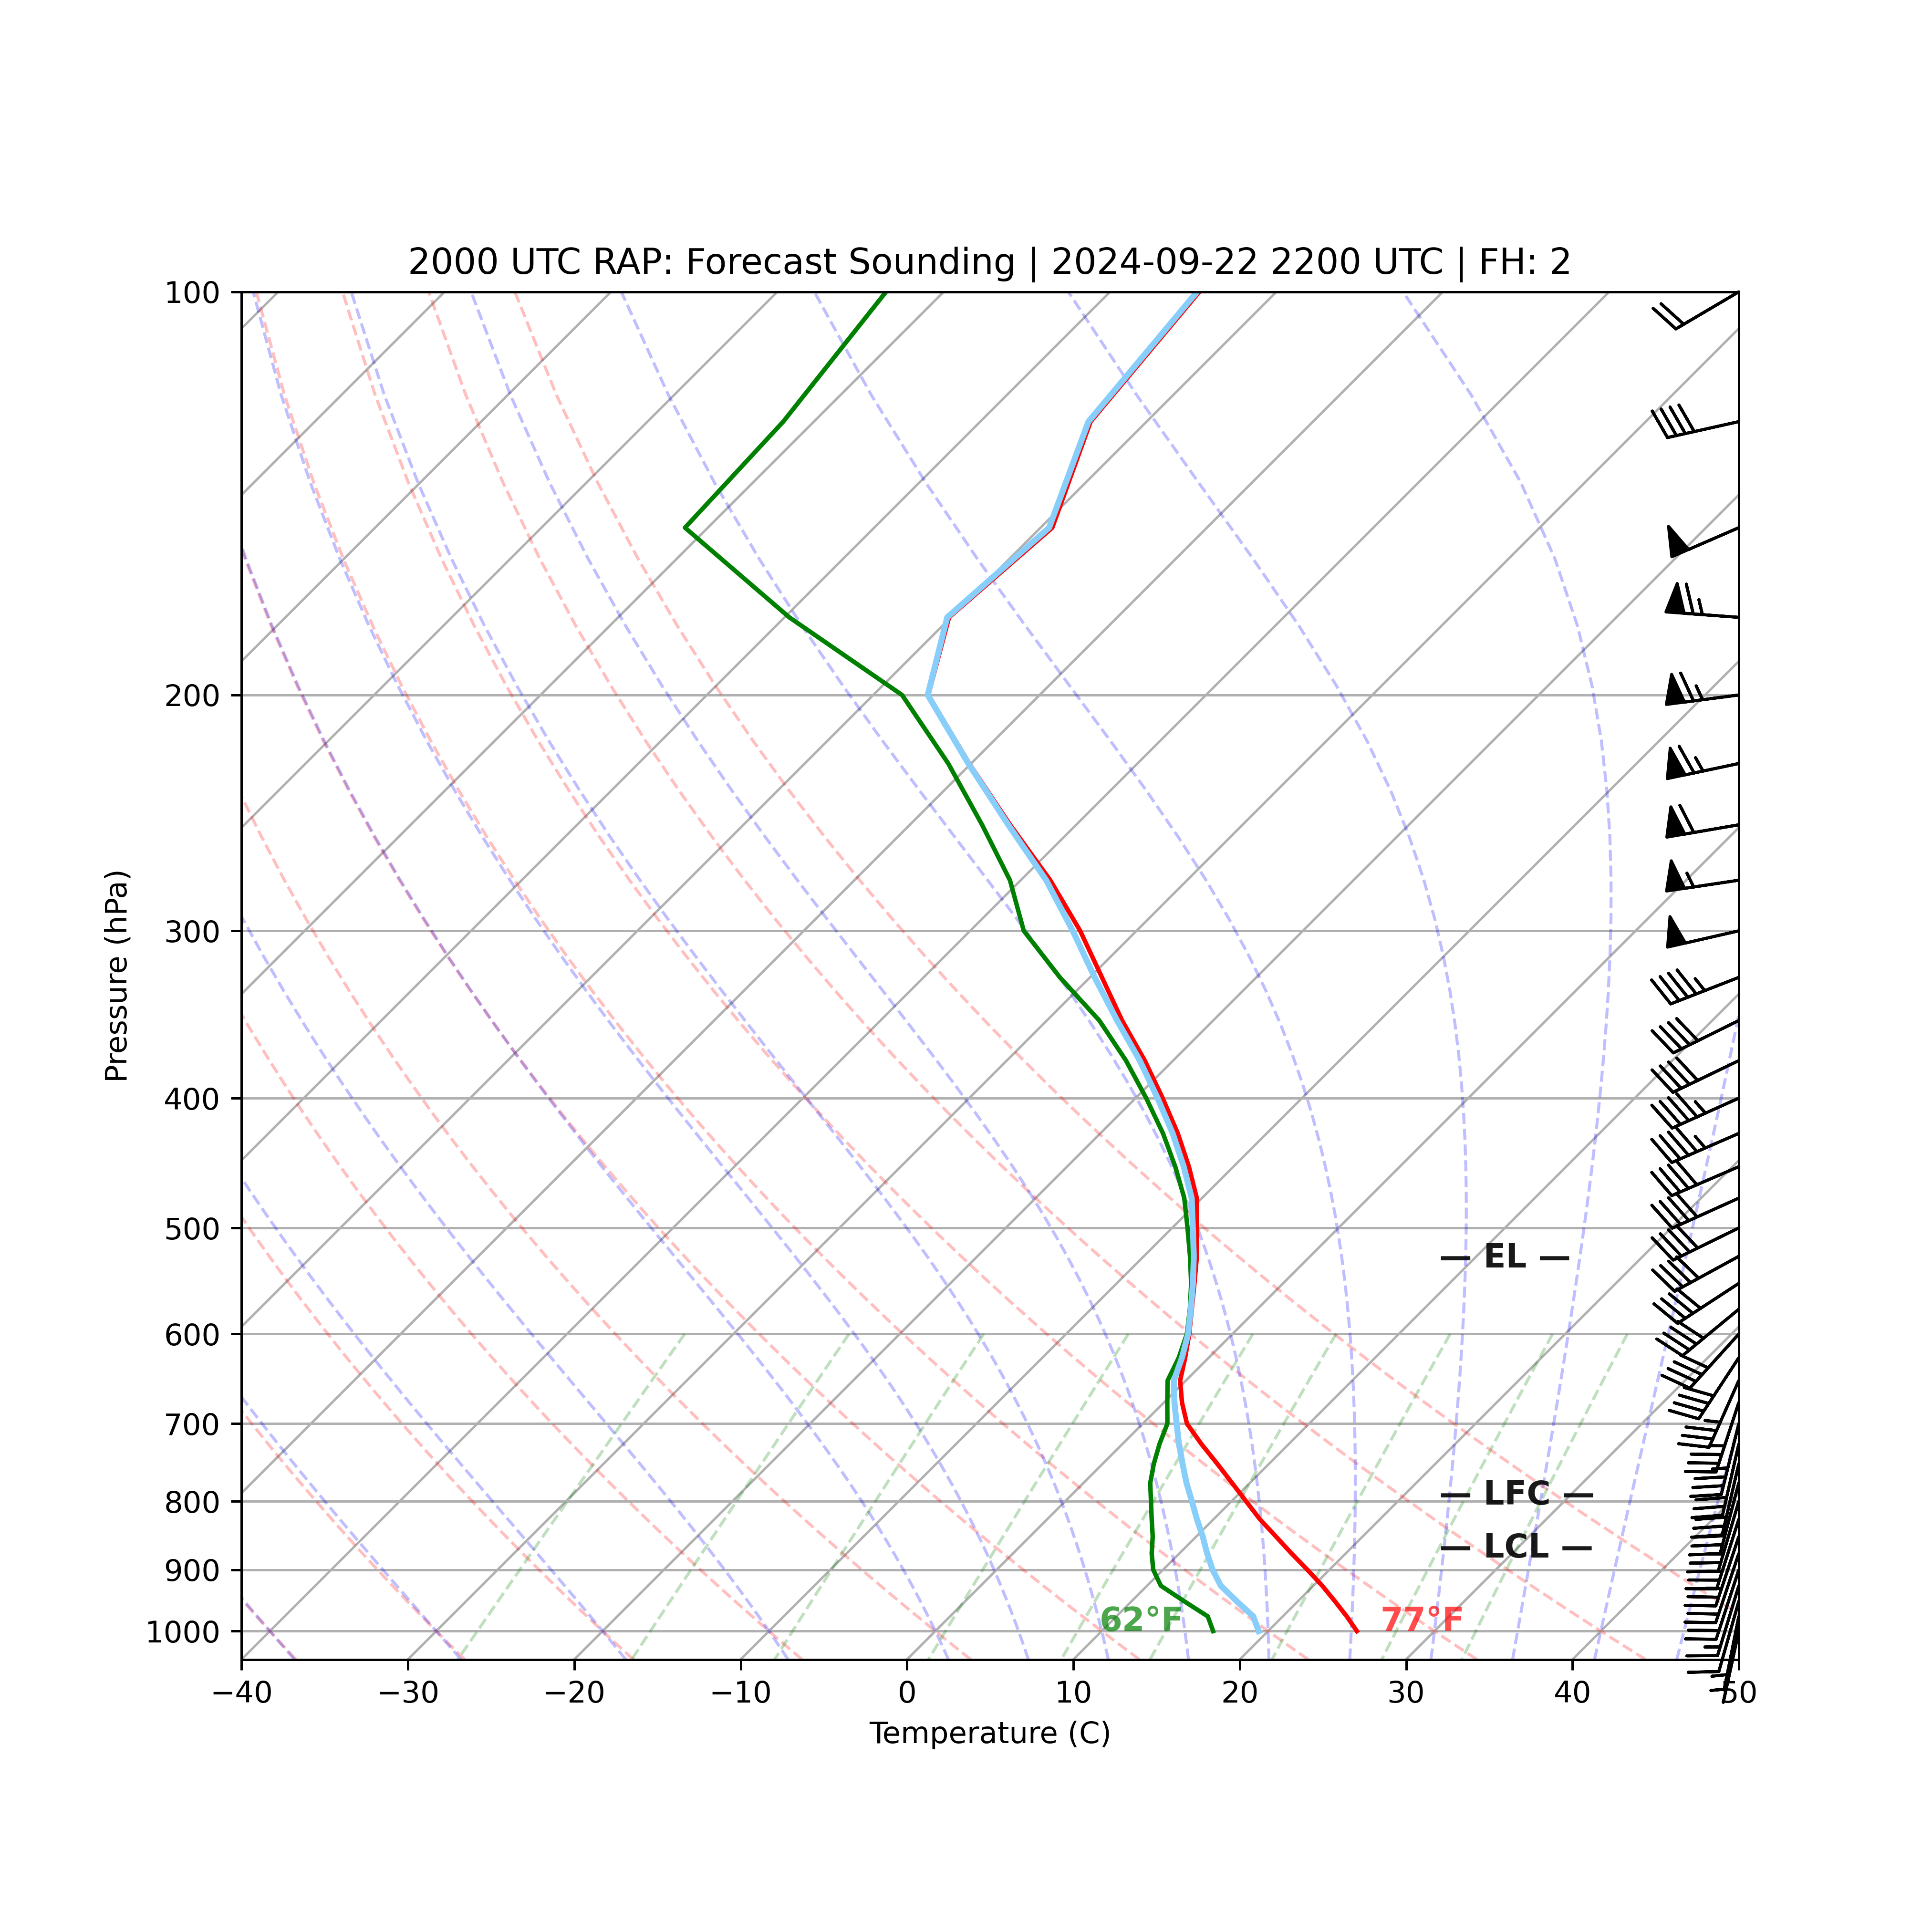 2000 UTC RAP: Forecast Sounding | 2024-09-22 2200 UTC | FH: 2
100
200
300
400
500
600
700
800
900
1000
Pressure (hPa)
— EL —
— LFC —
— LCL —
62°F
77°F
−40 −30 −20 −10 0 10 20 30 40 50
Temperature (C)